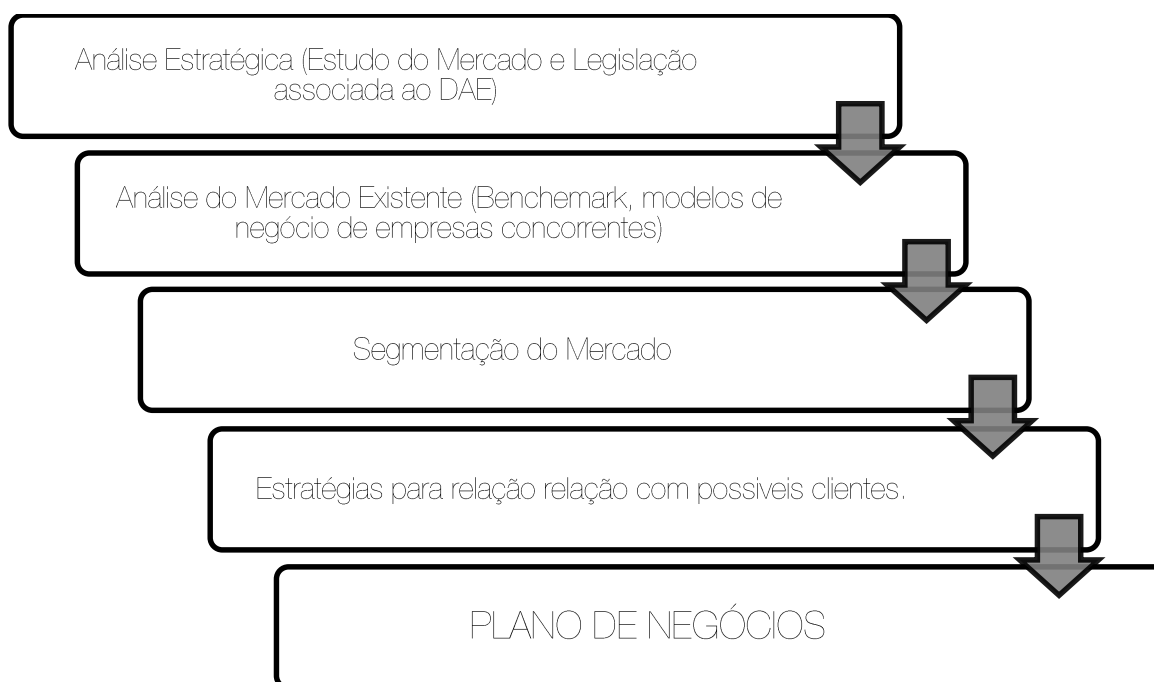 Análise Estratégica (Estudo do Mercado e Legislação
associada ao DAE)
Análise do Mercado Existente (Benchemark, modelos de
negócio de empresas concorrentes)
Segmentação do Mercado
Estratégias para relação relação com possiveis clientes.
PLANO DE NEGÓCIOS